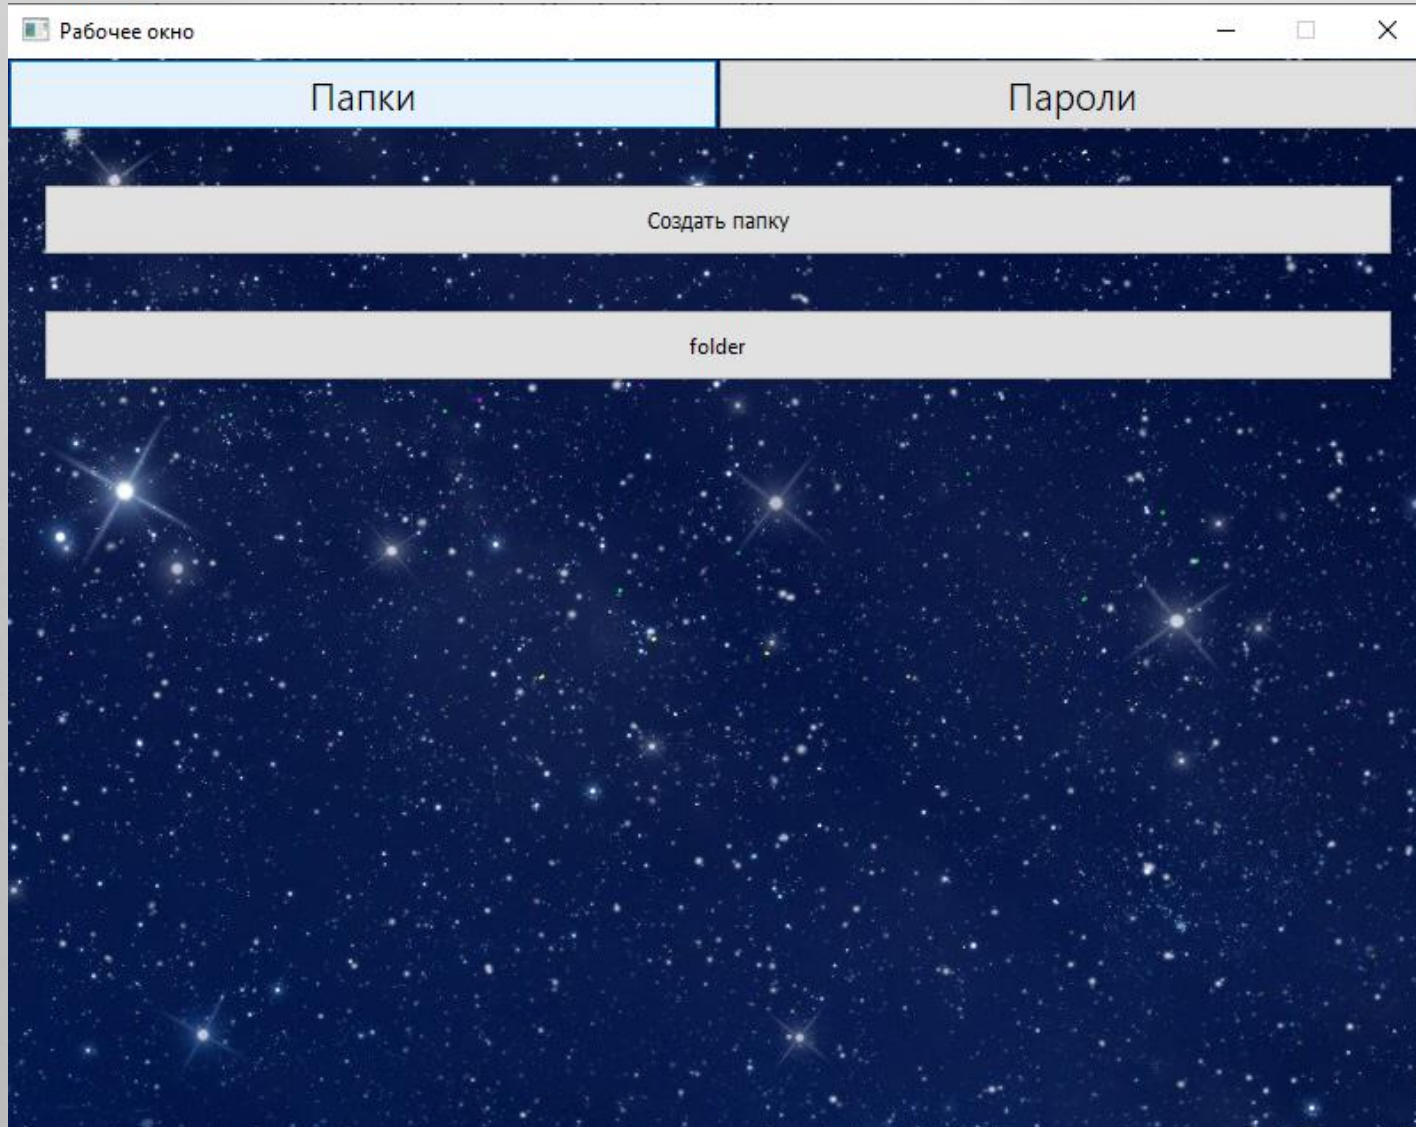 Рабочее окно
Папки
Пароли
Создать папку
folder